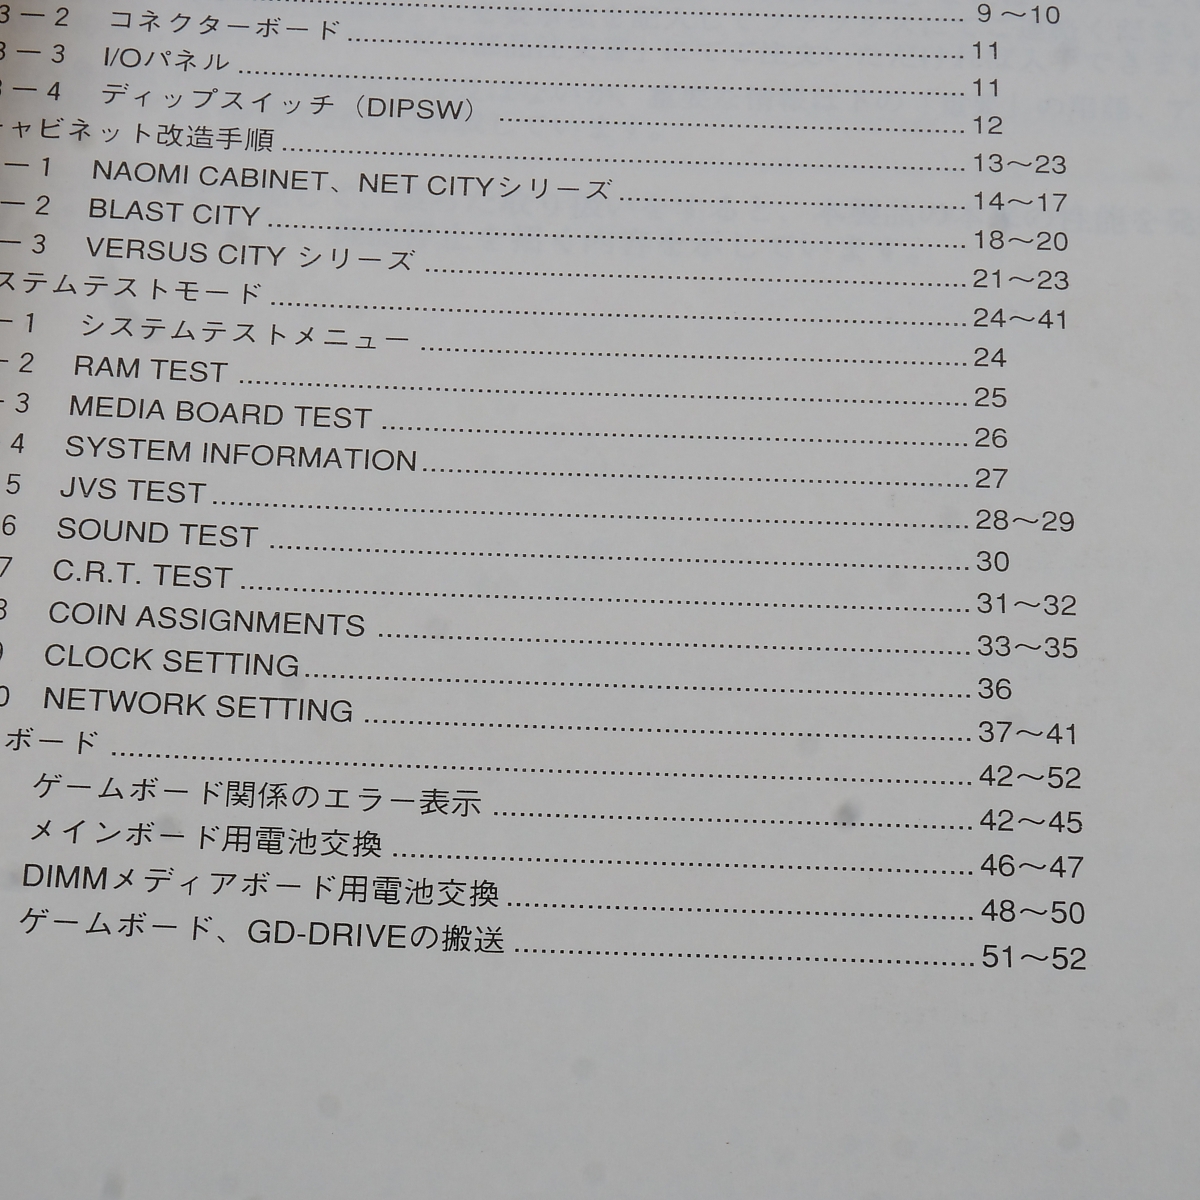 9～10
3－2 コネクターボード 11
3－3 I/Oパネル 11
－4 ディップスイッチ（DIPSW） 12
キャビネット改造手順 13～23
－1 NAOMI CABINET、NET CITYシリーズ 14～17
－2 BLAST CITY 18～20
－3 VERSUS CITY シリーズ 21～23
ステムテストモード 24～41
－1 システムテストメニュー 24
－2 RAM TEST 25
－3 MEDIA BOARD TEST 26
4 SYSTEM INFORMATION 27
5 JVS TEST 28～29
6 SOUND TEST 30
7 C.R.T. TEST 31～32
8 COIN ASSIGNMENTS 33～35
9 CLOCK SETTING 36
0 NETWORK SETTING 37～41
ボード 42～52
ゲームボード関係のエラー表示 42～45
メインボード用電池交換 46～47
DIMMメディアボード用電池交換 48～50
ゲームボード、GD-DRIVEの搬送 51～52